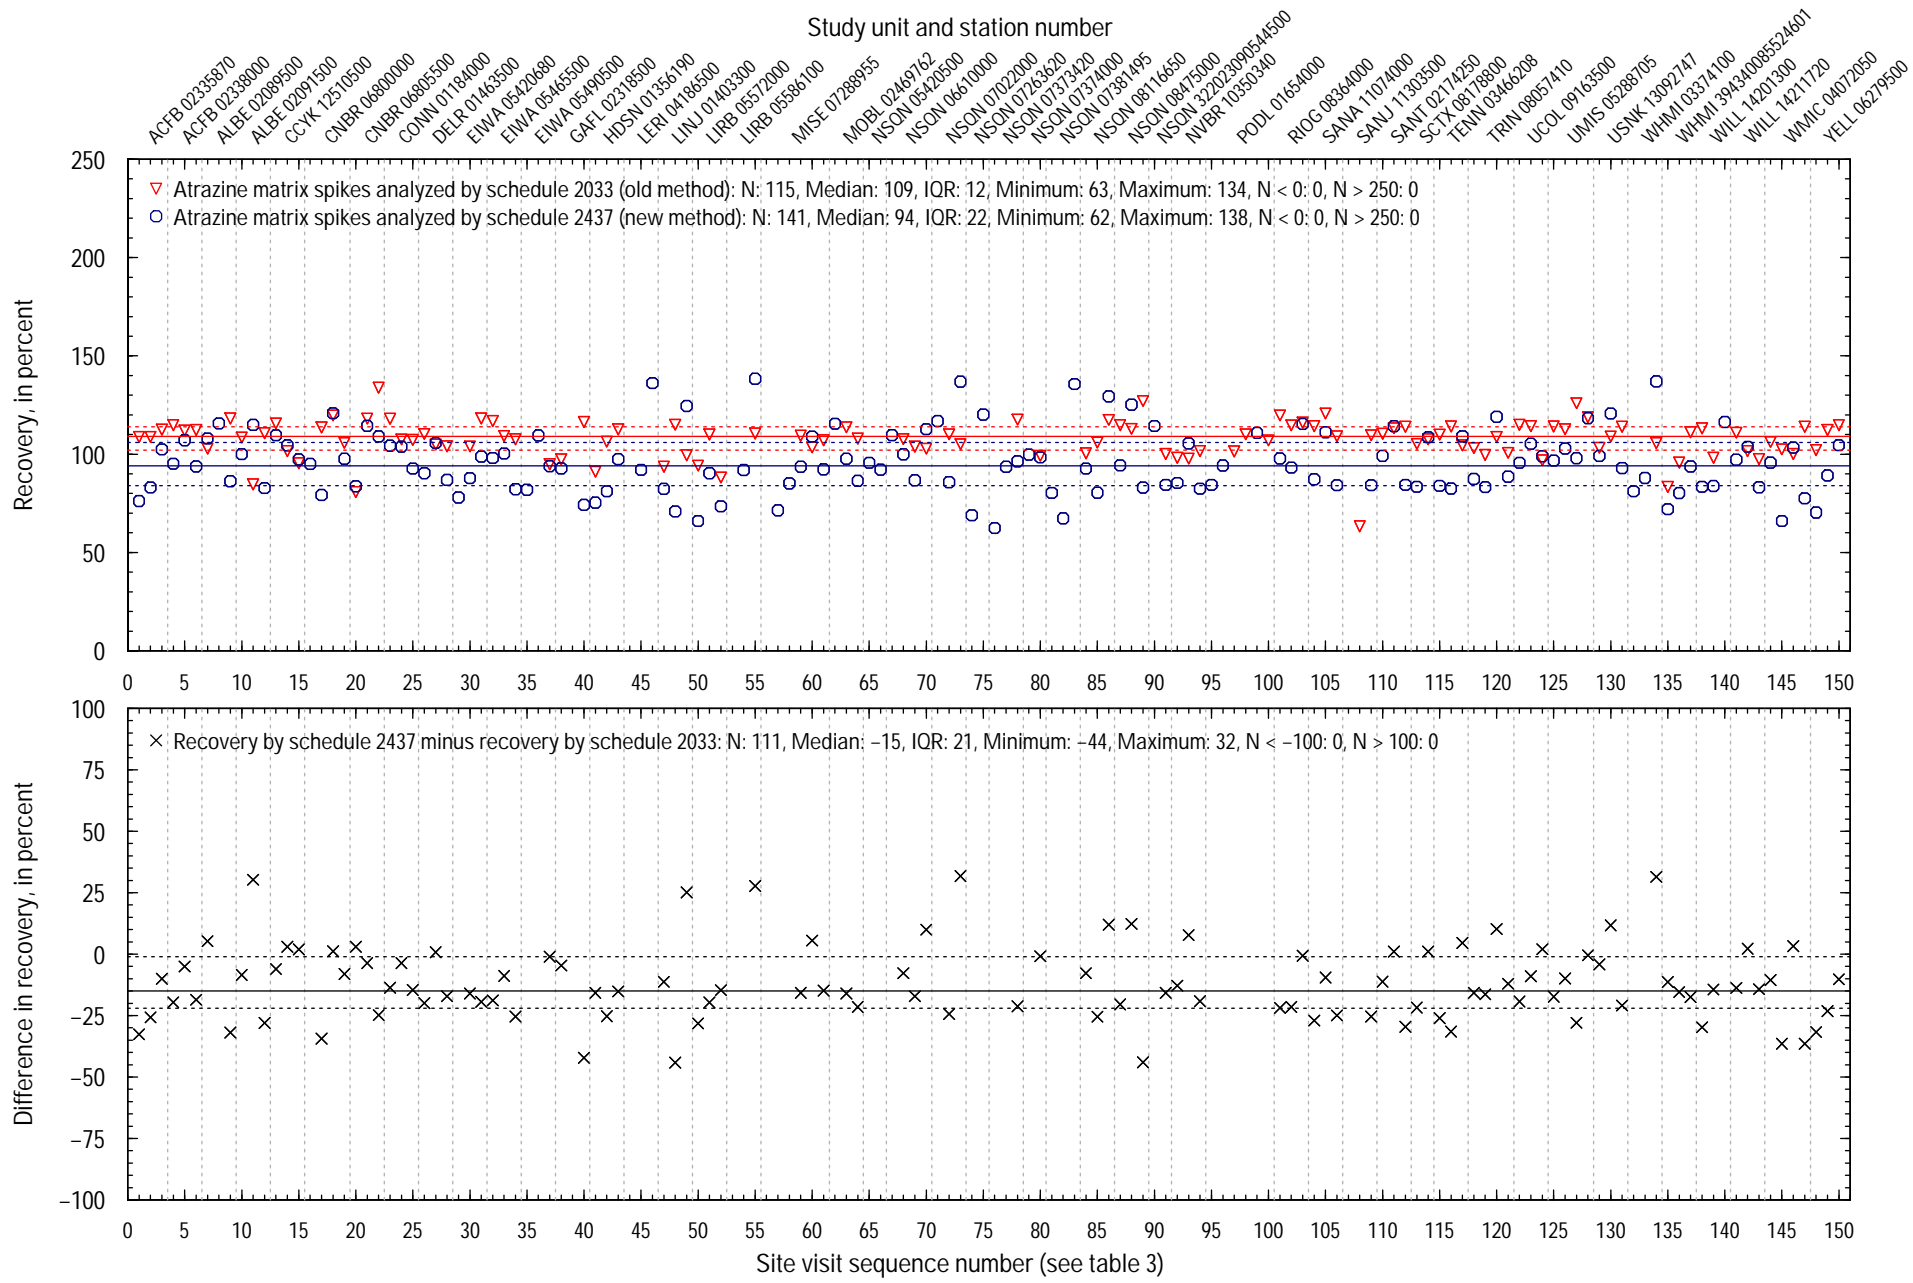 Study unit and station number
ACFB 02335870
ACFB 02338000
ALBE 02089500
ALBE 02091500
CCYK 12510500
CNBR 06800000
CNBR 06805500
CONN 01184000
DELR 01463500
EIWA 05420680
EIWA 05465500
EIWA 05490500
GAFL 02318500
HDSN 01356190
LERI 04186500
LINJ 01403300
LIRB 05572000
LIRB 05586100
MISE 07288955
MOBL 02469762
NSON 05420500
NSON 06610000
NSON 07022000
NSON 07263620
NSON 07373420
NSON 07374000
NSON 07381495
NSON 08116650
NSON 08475000
NSON 322023090544500
NVBR 10350340
PODL 01654000
RIOG 08364000
SANA 11074000
SANJ 11303500
SANT 02174250
SCTX 08178800
TENN 03466208
TRIN 08057410
UCOL 09163500
UMIS 05288705
USNK 13092747
WHMI 03374100
WHMI 394340085524601
WILL 14201300
WILL 14211720
WMIC 04072050
YELL 06279500
Recovery, in percent
250
200
150
100
50
0
Atrazine matrix spikes analyzed by schedule 2033 (old method): N: 115, Median: 109, IQR: 12, Minimum: 63, Maximum: 134, N < 0: 0, N > 250: 0
Atrazine matrix spikes analyzed by schedule 2437 (new method): N: 141, Median: 94, IQR: 22, Minimum: 62, Maximum: 138, N < 0: 0, N > 250: 0
0 5 10 15 20 25 30 35 40 45 50 55 60 65 70 75 80 85 90 95 100 105 110 115 120 125 130 135 140 145 150
Difference in recovery, in percent
100
75
50
25
0
−25
−50
−75
−100
Recovery by schedule 2437 minus recovery by schedule 2033: N: 111, Median: −15, IQR: 21, Minimum: −44, Maximum: 32, N < −100: 0, N > 100: 0
0 5 10 15 20 25 30 35 40 45 50 55 60 65 70 75 80 85 90 95 100 105 110 115 120 125 130 135 140 145 150
Site visit sequence number (see table 3)